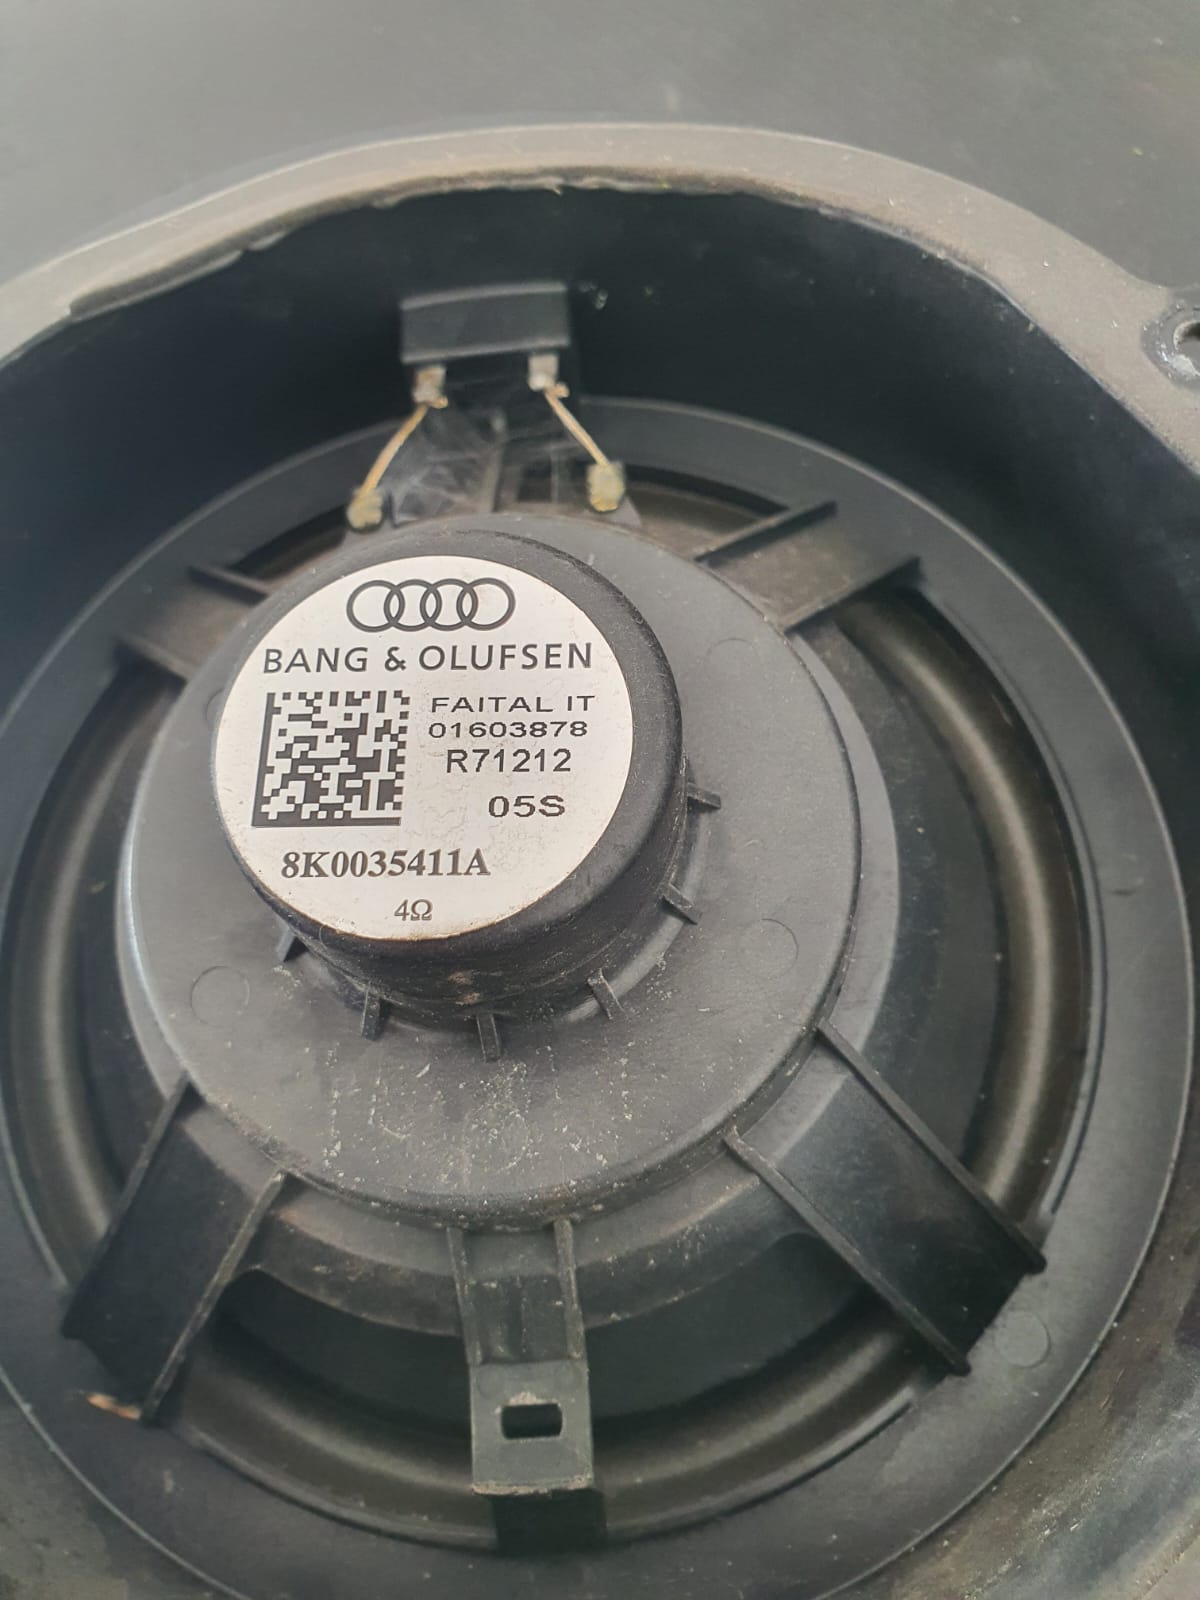 BANG & OLUFSEN
FAITAL IT
01603878
R71212
05S
8K0035411A
4Ω